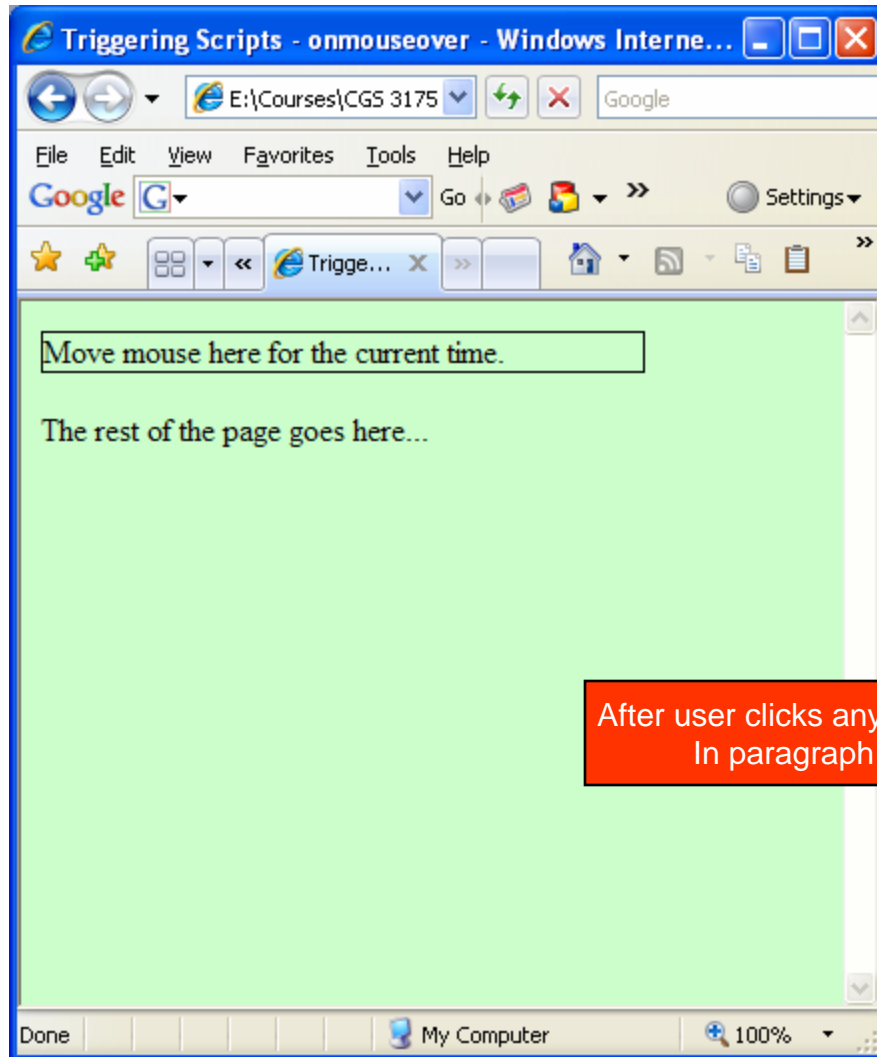 Triggering Scripts - onmouseover - Windows Interne...
E:\Courses\CGS 3175
Google
File Edit View Favorites Tools Help
Google G Go » Settings
« Trigge... X » »
Move mouse here for the current time.
The rest of the page goes here...
After user clicks any
In paragraph
Done My Computer 100%